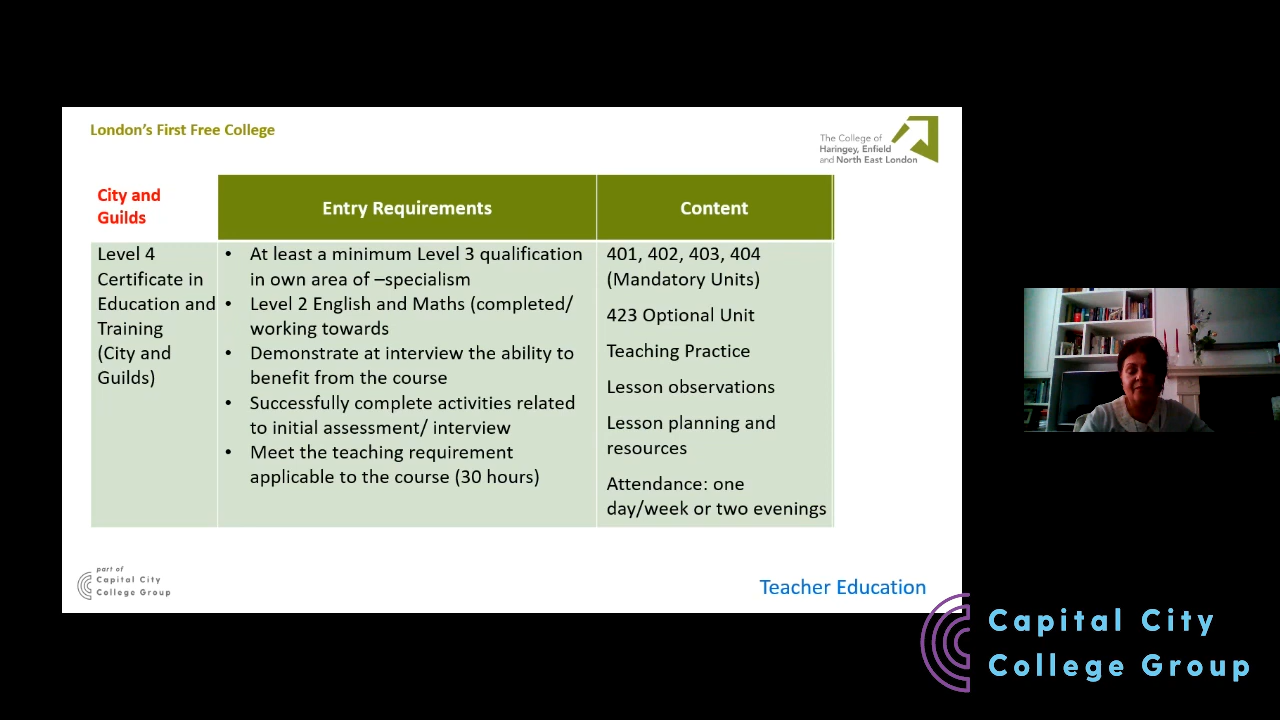 London's First Free College
The College of
Haringey, Enfield
and North East London
City and
Guilds
Entry Requirements
Content
Level 4
Certificate in
Education and
Training
(City and
Guilds)
• At least a minimum Level 3 qualification
in own area of –specialism
• Level 2 English and Maths (completed/
working towards
• Demonstrate at interview the ability to
benefit from the course
• Successfully complete activities related
to initial assessment/ interview
• Meet the teaching requirement
applicable to the course (30 hours)
401, 402, 403, 404
(Mandatory Units)
423 Optional Unit
Teaching Practice
Lesson observations
Lesson planning and
resources
Attendance: one
day/week or two evenings
part of
Capital City
College Group
Teacher Education
Capital City
College Group